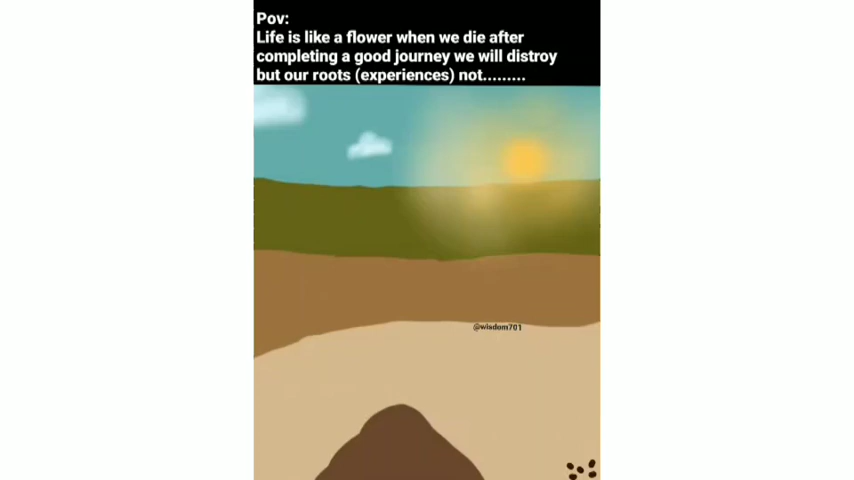 Pov:
Life is like a flower when we die after
completing a good journey we will distroy
but our roots (experiences) not.........
@wisdom701